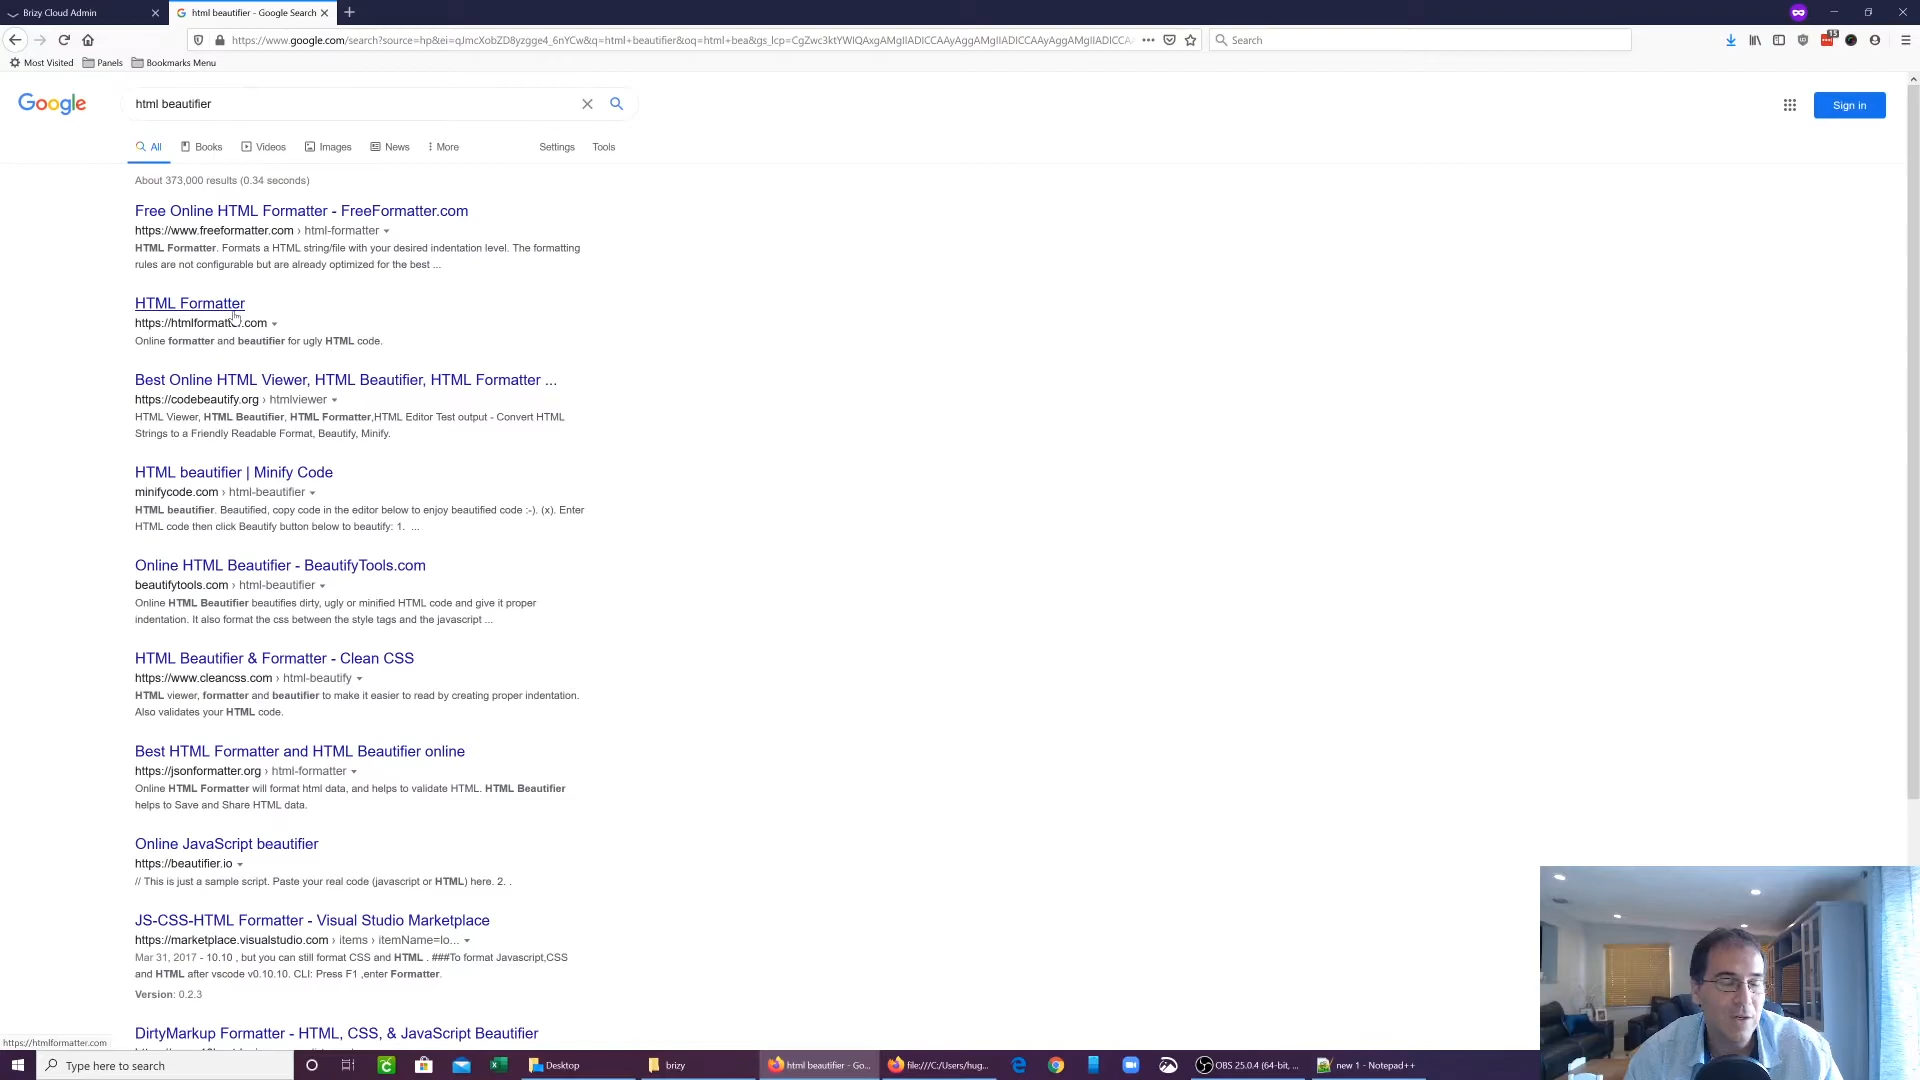 Brizy Cloud Admin
html beautifier - Google Search
https://www.google.com/search?source=hp&ei=qJmcXobZD8yzgge4_6nYCw&q=html+beautifier&oq=html+bea&gs_lcp=CgZwc3ktYWIQAxgAMgIIADICCAAyAggAMgIIADICCAAyAggAMgIIADICCA
Search
15
Most Visited Panels Bookmarks Menu
Google
html beautifier
Sign in
All Books Videos Images News More Settings Tools
About 373,000 results (0.34 seconds)
Free Online HTML Formatter - FreeFormatter.com
https://www.freeformatter.com › html-formatter
HTML Formatter. Formats a HTML string/file with your desired indentation level. The formatting
rules are not configurable but are already optimized for the best ...
HTML Formatter
https://htmlformatter.com
Online formatter and beautifier for ugly HTML code.
Best Online HTML Viewer, HTML Beautifier, HTML Formatter ...
https://codebeautify.org › htmlviewer
HTML Viewer, HTML Beautifier, HTML Formatter,HTML Editor Test output - Convert HTML
Strings to a Friendly Readable Format, Beautify, Minify.
HTML beautifier | Minify Code
minifycode.com › html-beautifier
HTML beautifier. Beautified, copy code in the editor below to enjoy beautified code :-). (x). Enter
HTML code then click Beautify button below to beautify: 1. ...
Online HTML Beautifier - BeautifyTools.com
beautifytools.com › html-beautifier
Online HTML Beautifier beautifies dirty, ugly or minified HTML code and give it proper
indentation. It also format the css between the style tags and the javascript ...
HTML Beautifier & Formatter - Clean CSS
https://www.cleancss.com › html-beautify
HTML viewer, formatter and beautifier to make it easier to read by creating proper indentation.
Also validates your HTML code.
Best HTML Formatter and HTML Beautifier online
https://jsonformatter.org › html-formatter
Online HTML Formatter will format html data, and helps to validate HTML. HTML Beautifier
helps to Save and Share HTML data.
Online JavaScript beautifier
https://beautifier.io
// This is just a sample script. Paste your real code (javascript or HTML) here. 2. .
JS-CSS-HTML Formatter - Visual Studio Marketplace
https://marketplace.visualstudio.com › items › itemName=lo...
Mar 31, 2017 - 10.10 , but you can still format CSS and HTML . ###To format Javascript,CSS
and HTML after vscode v0.10.10. CLI: Press F1 ,enter Formatter.
Version: 0.2.3
DirtyMarkup Formatter - HTML, CSS, & JavaScript Beautifier
https://htmlformatter.com
Type here to search
Desktop
brizy
html beautifier - Go...
file:///C:/Users/hug...
OBS 25.0.4 (64-bit, ...
new 1 - Notepad++